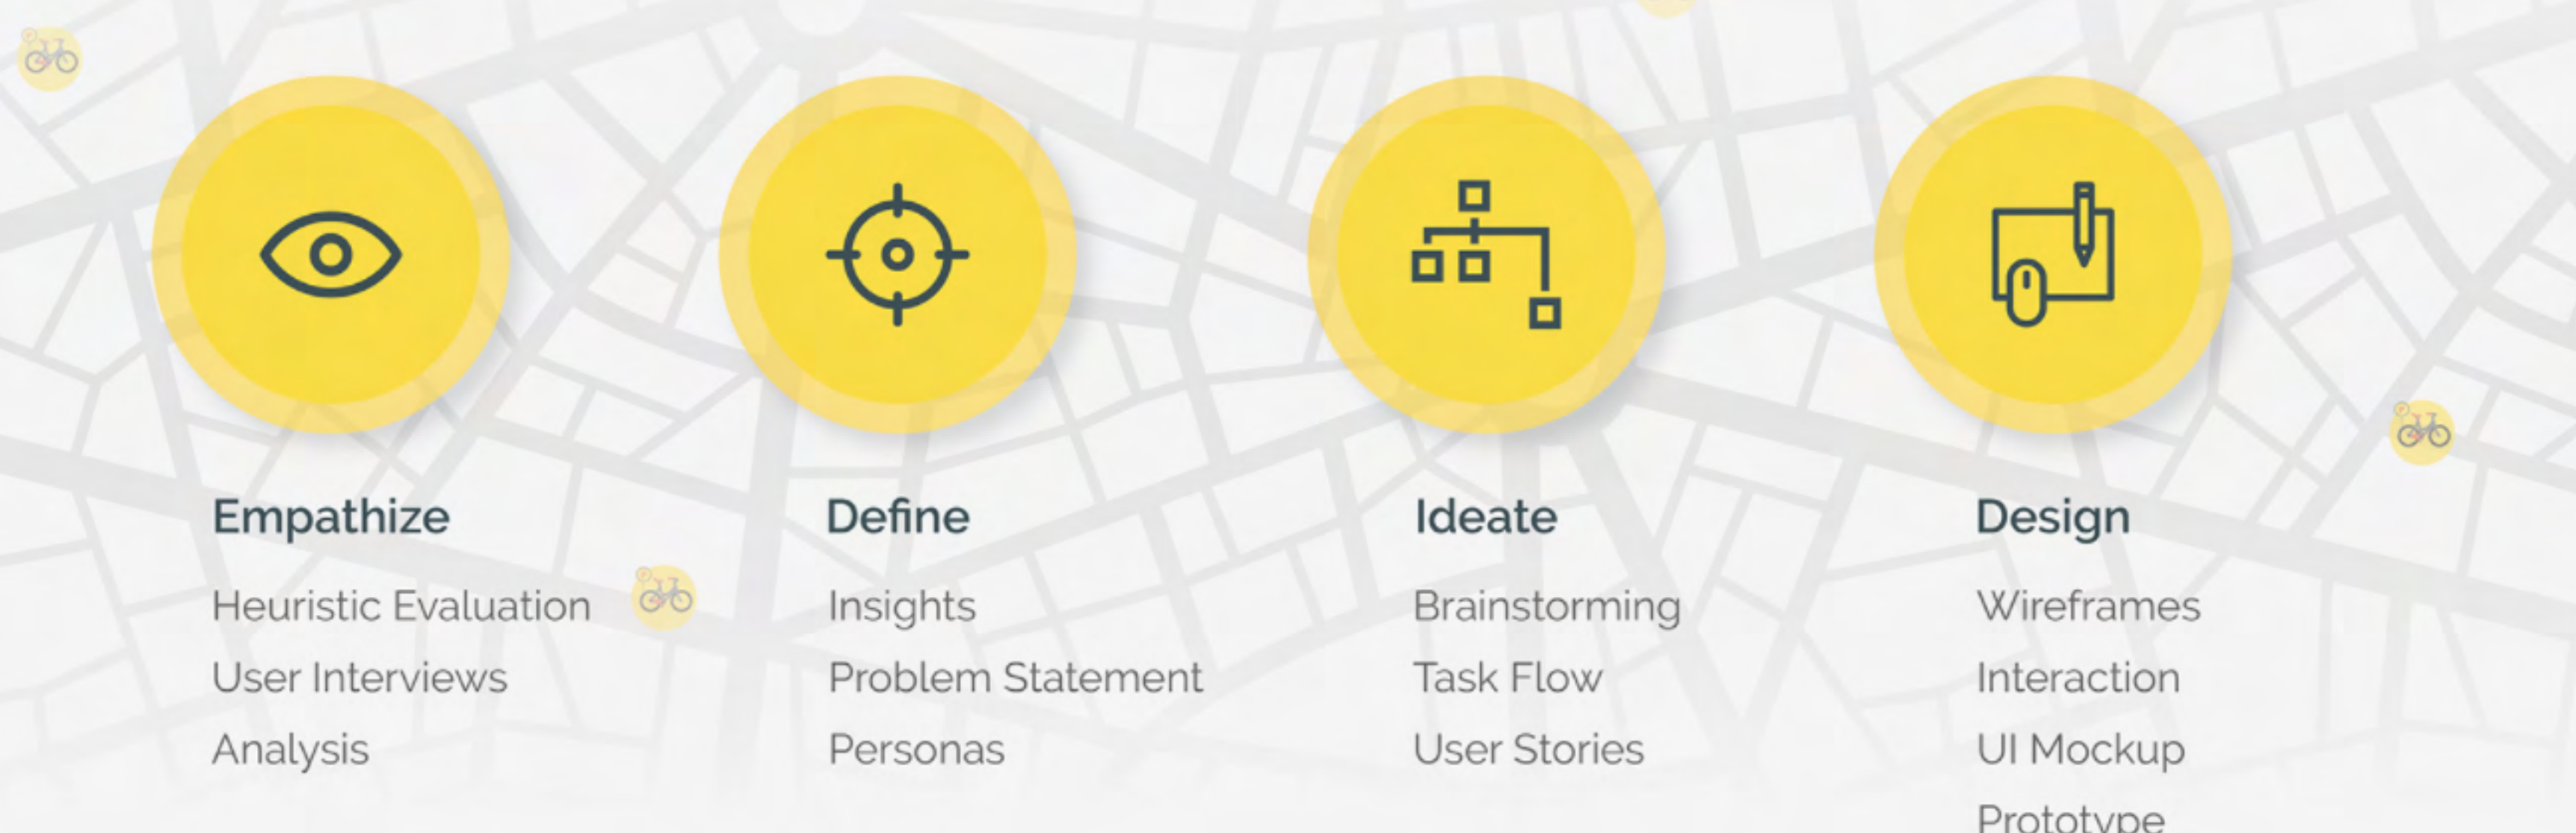 Empathize
Heuristic Evaluation
User Interviews
Analysis
Define
Insights
Problem Statement
Personas
Ideate
Brainstorming
Task Flow
User Stories
Design
Wireframes
Interaction
UI Mockup
Prototype